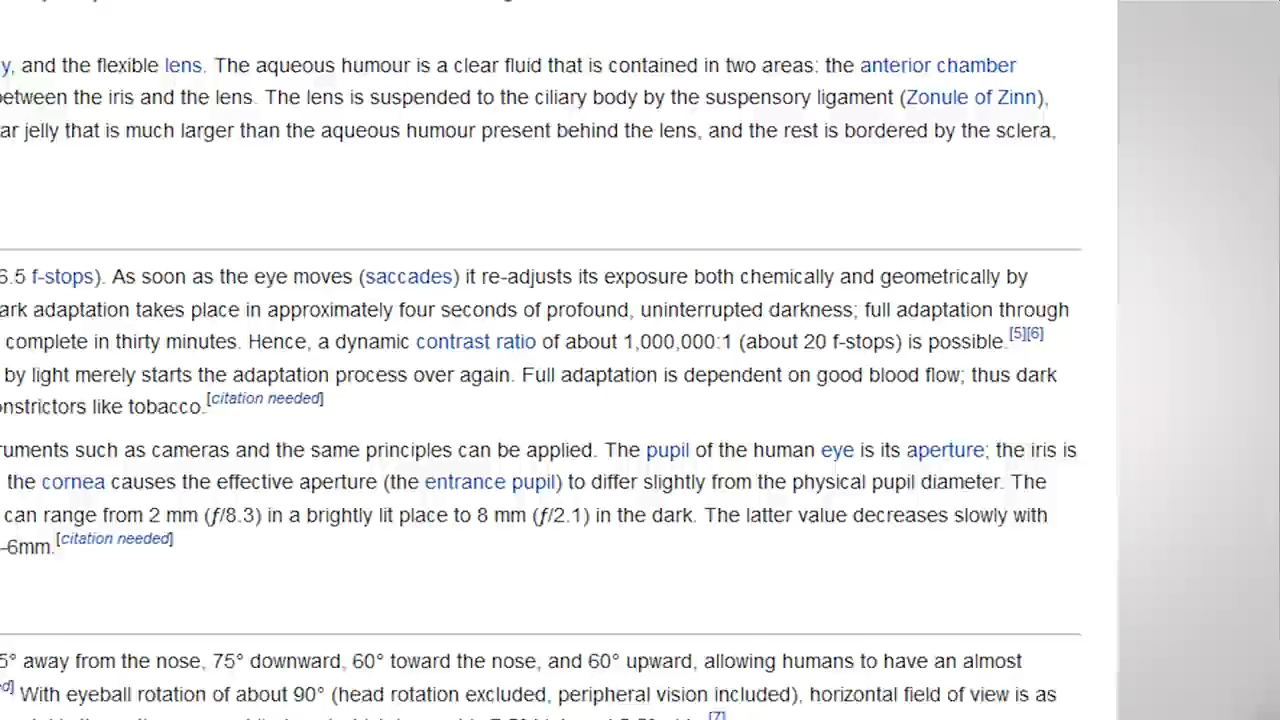 y, and the flexible lens. The aqueous humour is a clear fluid that is contained in two areas: the anterior chamber
between the iris and the lens. The lens is suspended to the ciliary body by the suspensory ligament (Zonule of Zinn),
ar jelly that is much larger than the aqueous humour present behind the lens, and the rest is bordered by the sclera,
6.5 f-stops). As soon as the eye moves (saccades) it re-adjusts its exposure both chemically and geometrically by
ark adaptation takes place in approximately four seconds of profound, uninterrupted darkness; full adaptation through
complete in thirty minutes. Hence, a dynamic contrast ratio of about 1,000,000:1 (about 20 f-stops) is possible.[5][6]
by light merely starts the adaptation process over again. Full adaptation is dependent on good blood flow; thus dark
onstrictors like tobacco.[citation needed]
ruments such as cameras and the same principles can be applied. The pupil of the human eye is its aperture; the iris is
the cornea causes the effective aperture (the entrance pupil) to differ slightly from the physical pupil diameter. The
can range from 2 mm (ƒ/8.3) in a brightly lit place to 8 mm (ƒ/2.1) in the dark. The latter value decreases slowly with
-6mm.[citation needed]
5° away from the nose, 75° downward, 60° toward the nose, and 60° upward, allowing humans to have an almost
ed] With eyeball rotation of about 90° (head rotation excluded, peripheral vision included), horizontal field of view is as
[7]